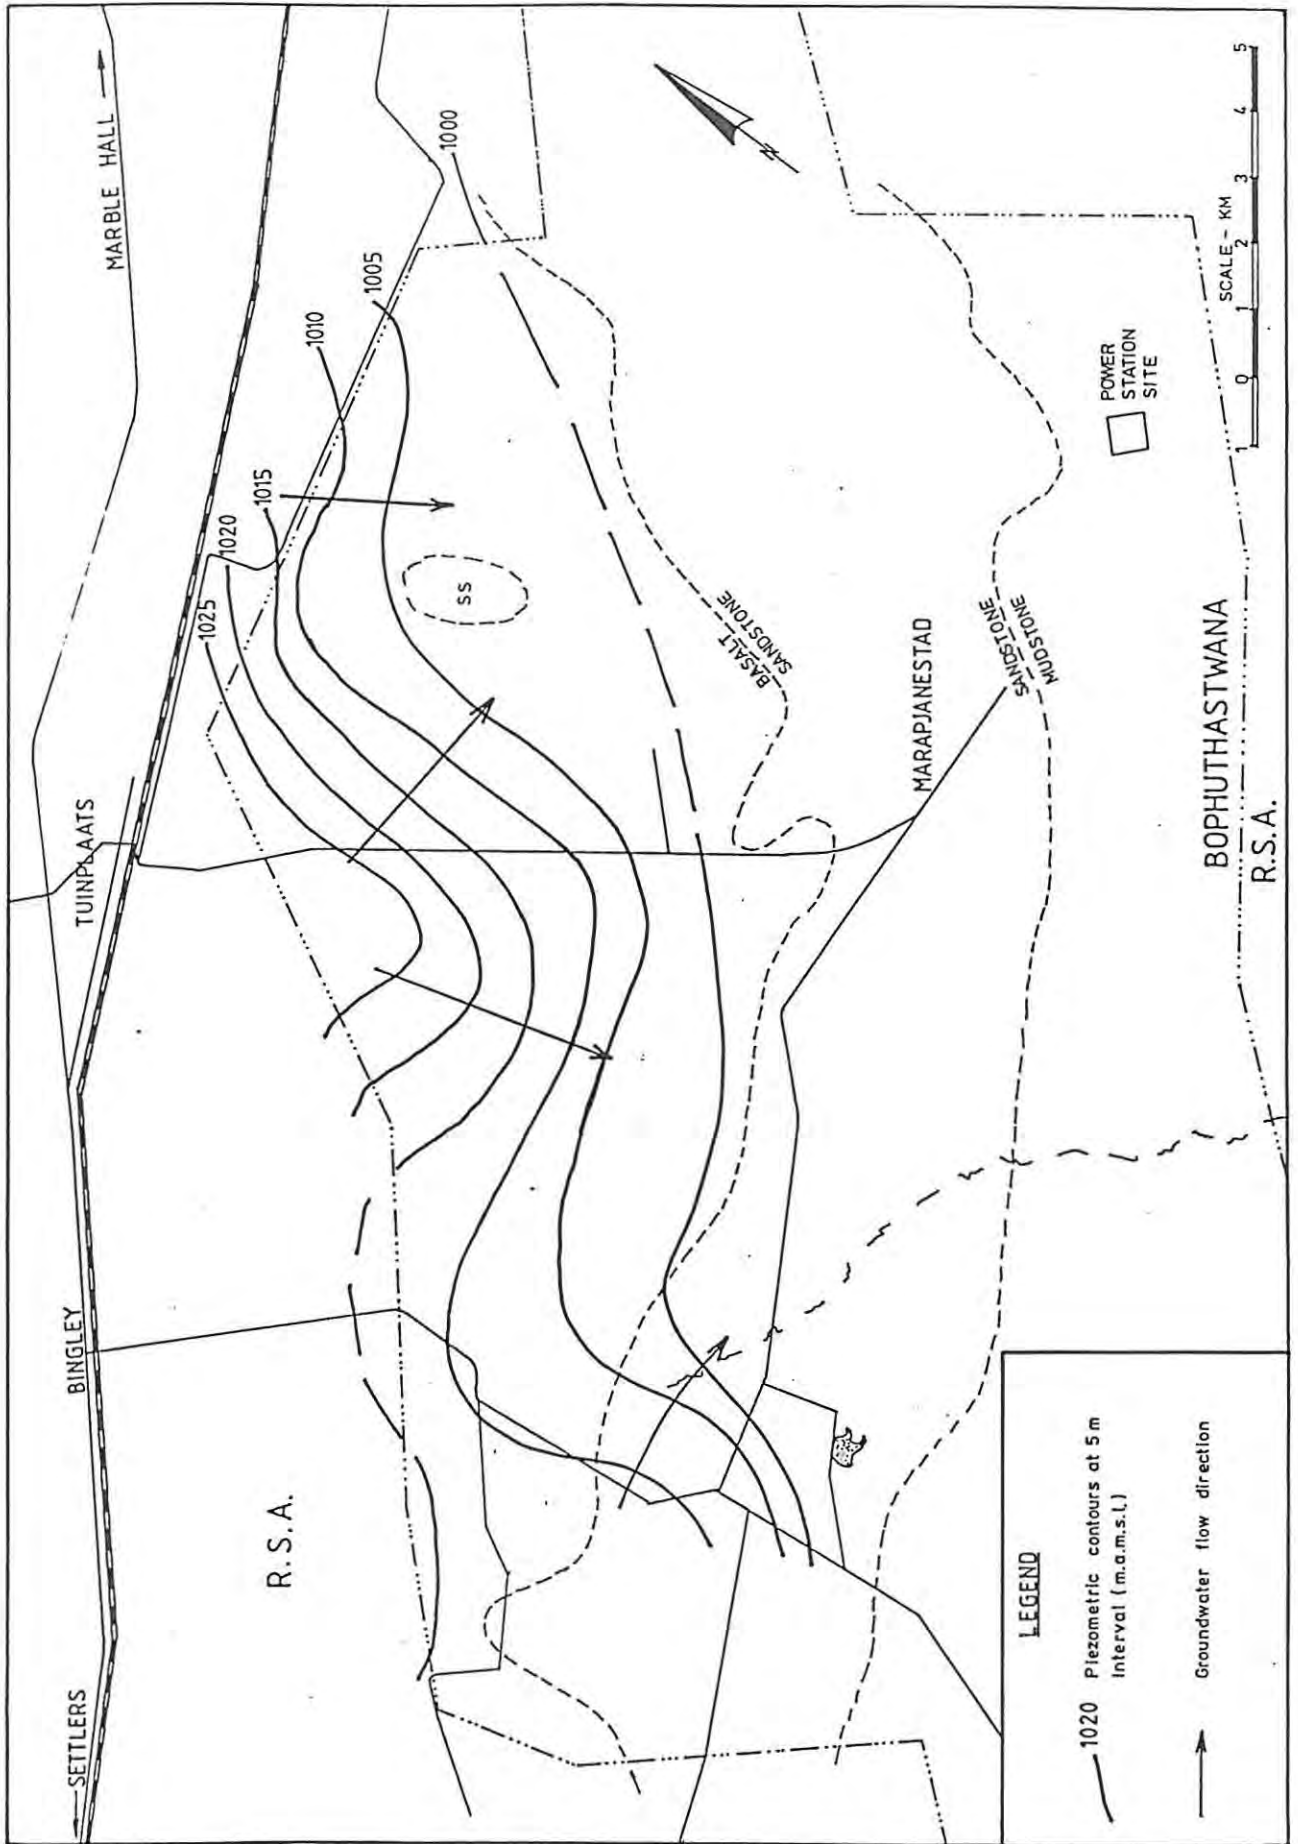 ← SETTLERS
BINGLEY
TUINPLAATS
MARBLE HALL →
R.S.A.
1025
1020
1015
1010
1005
1000
N
SS
BASALT
SANDSTONE
MARAPJANESTAD
SANDSTONE
MUDSTONE
POWER
STATION
SITE
BOPHUTHASTWANA
R.S.A.
SCALE - KM
1 0 1 2 3 4 5
LEGEND
1020 Piezometric contours at 5m
Interval (m.a.m.s.l.)
Groundwater flow direction